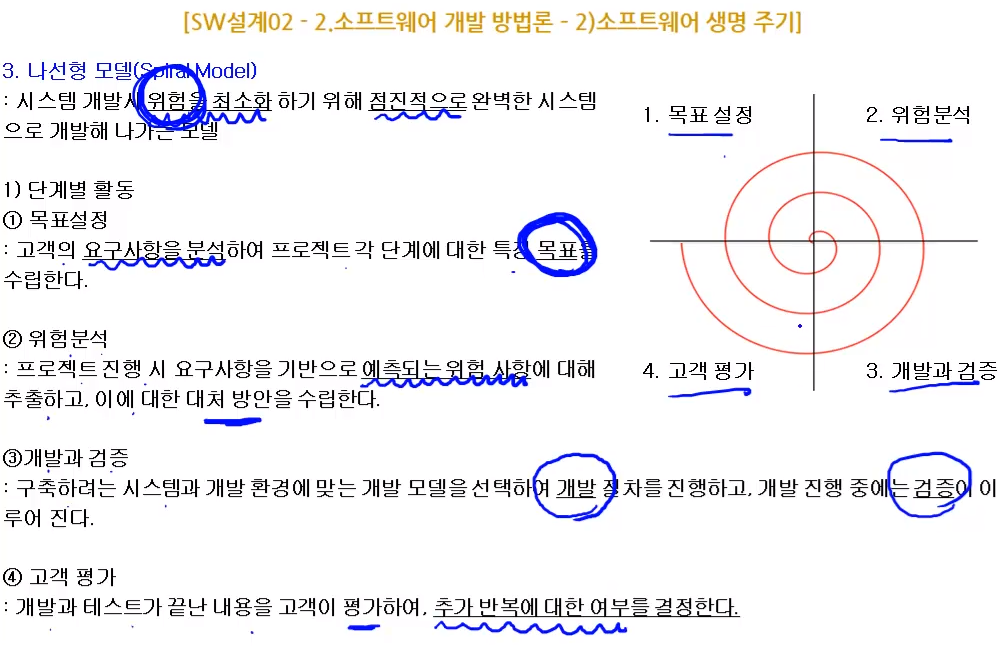 [SW설계02 - 2.소프트웨어 개발 방법론 - 2)소프트웨어 생명 주기]
3. 나선형 모델(Spiral Model)
: 시스템 개발시 위험을 최소화 하기 위해 점진적으로 완벽한 시스템
으로 개발해 나가는 모델
1) 단계별 활동
① 목표설정
: 고객의 요구사항을 분석하여 프로젝트 각 단계에 대한 특정 목표를
수립한다.
② 위험분석
: 프로젝트 진행 시 요구사항을 기반으로 예측되는 위험 사항에 대해
추출하고, 이에 대한 대처 방안을 수립한다.
③개발과 검증
: 구축하려는 시스템과 개발 환경에 맞는 개발 모델을 선택하여 개발 절차를 진행하고, 개발 진행 중에는 검증이 이
루어 진다.
④ 고객 평가
: 개발과 테스트가 끝난 내용을 고객이 평가하여, 추가 반복에 대한 여부를 결정한다.
1. 목표 설정
2. 위험분석
4. 고객 평가
3. 개발과 검증